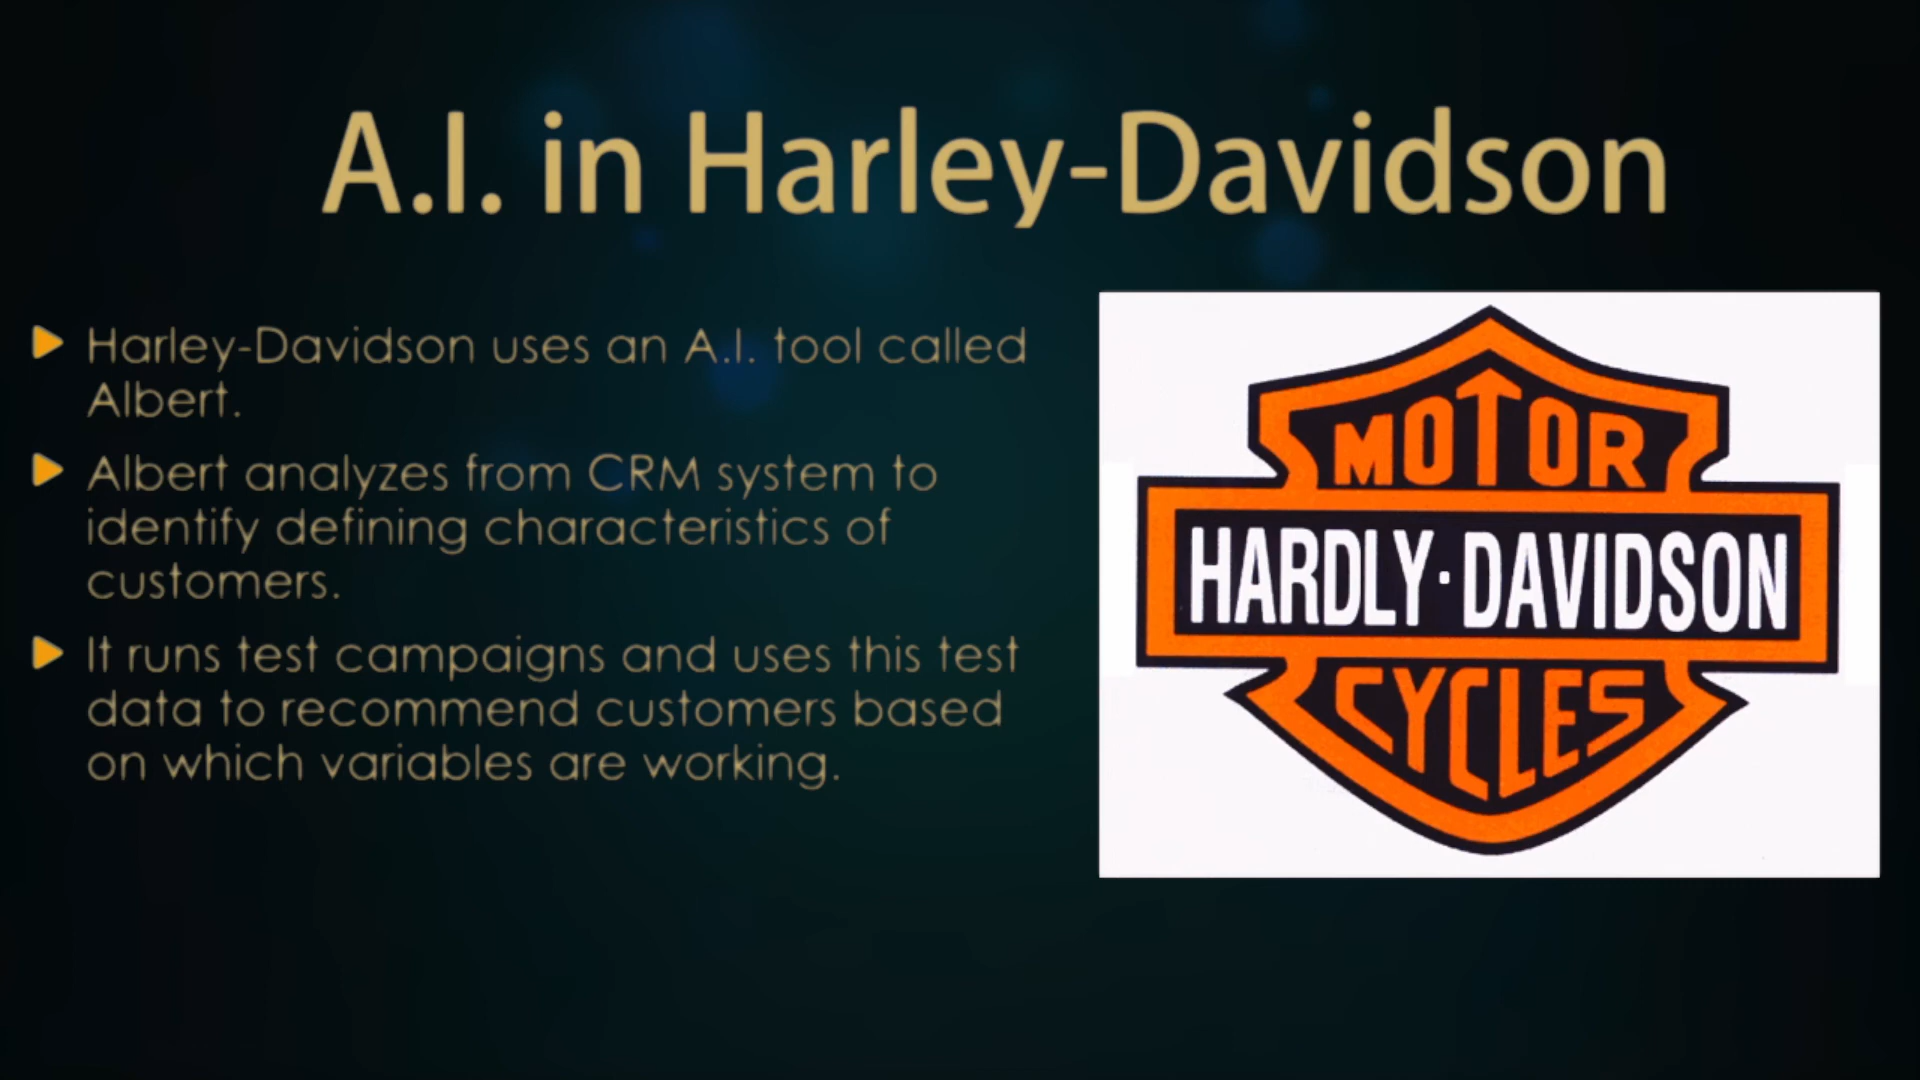 A.I. in Harley-Davidson
Harley-Davidson uses an A.I. tool called
Albert.
Albert analyzes from CRM system to
identify defining characteristics of
customers.
It runs test campaigns and uses this test
data to recommend customers based
on which variables are working.
MOTOR
HARDLY·DAVIDSON
CYCLES